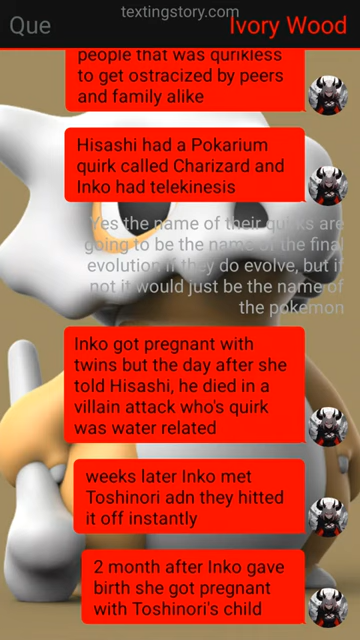 textingstory.com
Que
Ivory Wood
people that was qurikless
to get ostracized by peers
and family alike
Hisashi had a Pokarium
quirk called Charizard and
Inko had telekinesis
Yes the name of their quirks are
going to be the name of the final
evolution if they do evolve, but if
not it would just be the name of
the pokemon
Inko got pregnant with
twins but the day after she
told Hisashi, he died in a
villain attack who's quirk
was water related
weeks later Inko met
Toshinori adn they hitted
it off instantly
2 month after Inko gave
birth she got pregnant
with Toshinori's child